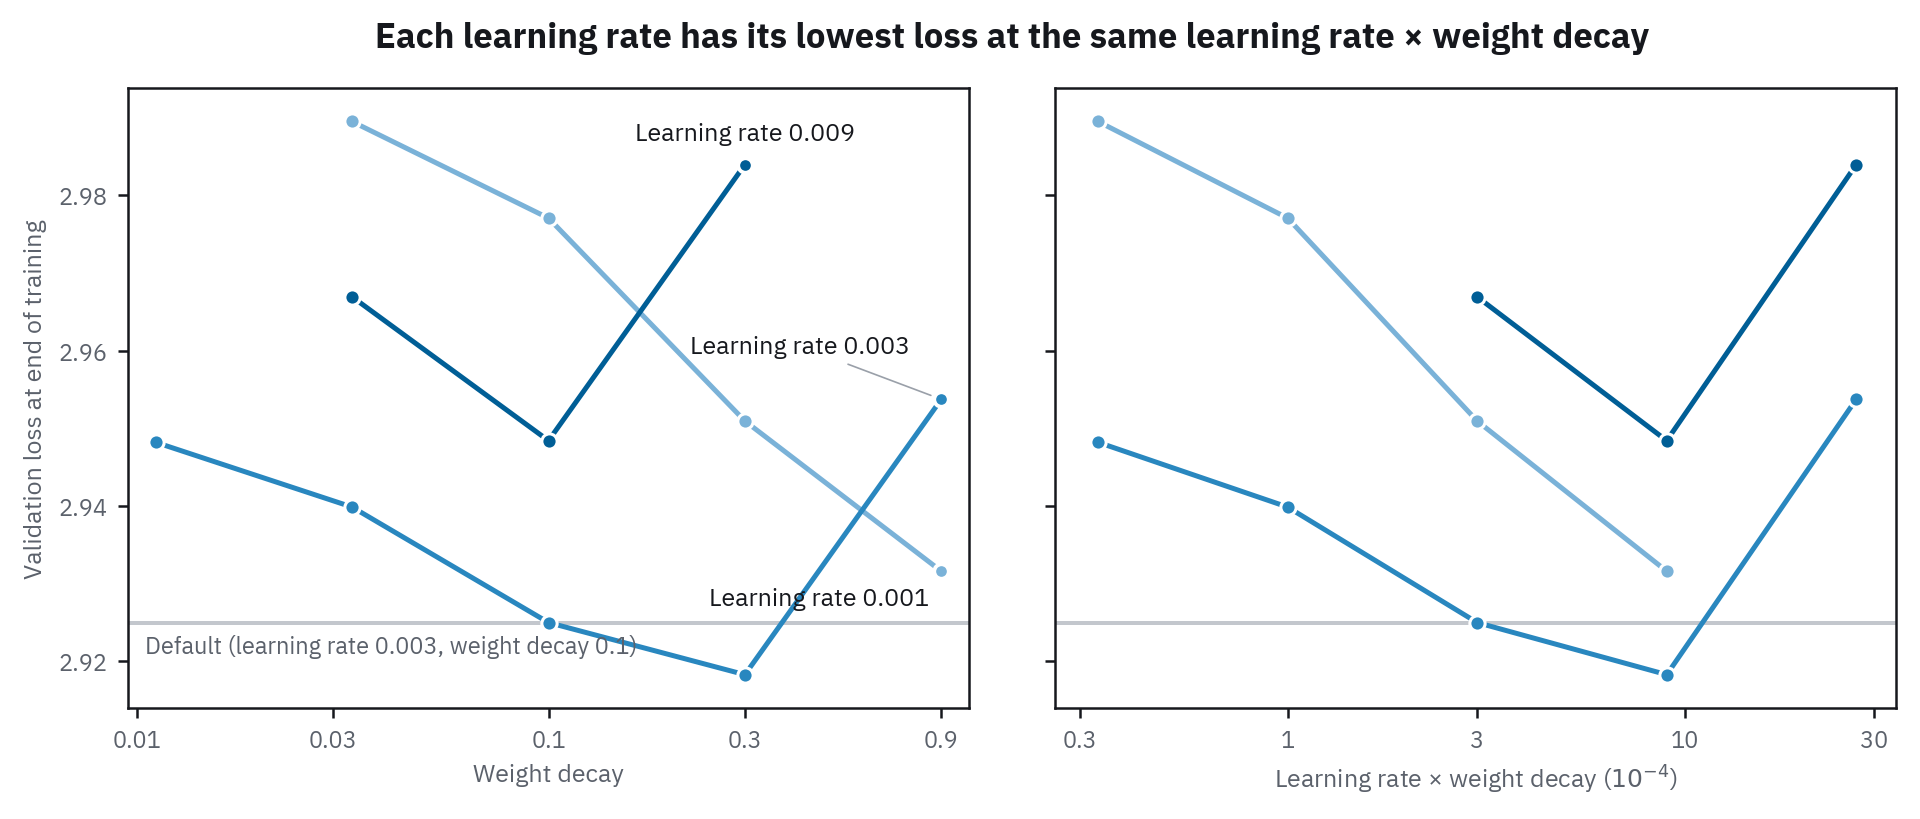 Each learning rate has its lowest loss at the same learning rate × weight decay
Validation loss at end of training
2.98
2.96
2.94
2.92
Learning rate 0.009
Learning rate 0.003
Learning rate 0.001
Default (learning rate 0.003, weight decay 0.1)
0.01 0.03 0.1 0.3 0.9
Weight decay
0.3 1 3 10 30
Learning rate × weight decay (10⁻⁴)